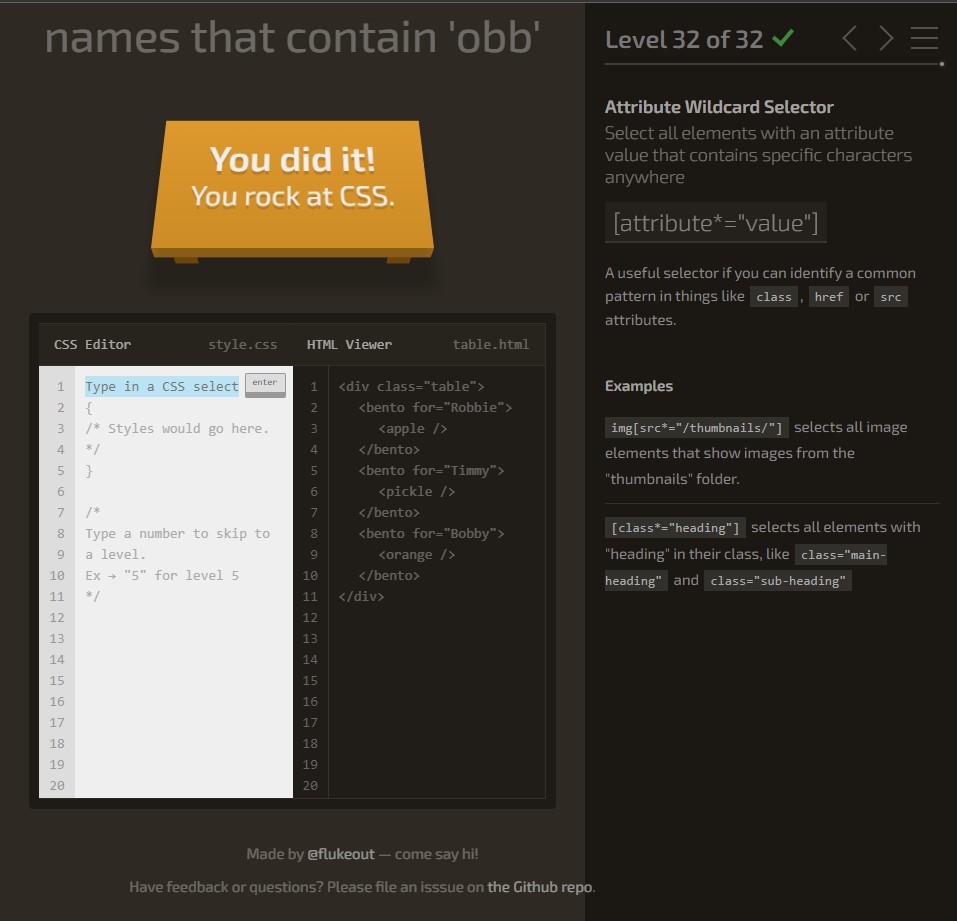 names that contain 'obb'
You did it!
You rock at CSS.
CSS Editor style.css HTML Viewer table.html
1 Type in a CSS select enter
2 {
3 /* Styles would go here.
4 */
5 }
6
7 /*
8 Type a number to skip to
9 a level.
10 Ex → "5" for level 5
11 */
12
13
14
15
16
17
18
19
20
1 <div class="table">
2 <bento for="Robbie">
3 <apple />
4 </bento>
5 <bento for="Timmy">
6 <pickle />
7 </bento>
8 <bento for="Bobby">
9 <orange />
10 </bento>
11 </div>
12
13
14
15
16
17
18
19
20
Made by @flukeout — come say hi!
Have feedback or questions? Please file an isssue on the Github repo.
Level 32 of 32
Attribute Wildcard Selector
Select all elements with an attribute
value that contains specific characters
anywhere
[attribute*="value"]
A useful selector if you can identify a common
pattern in things like class , href or src
attributes.
Examples
img[src*="/thumbnails/"] selects all image
elements that show images from the
"thumbnails" folder.
[class*="heading"] selects all elements with
"heading" in their class, like class="main-
heading" and class="sub-heading"